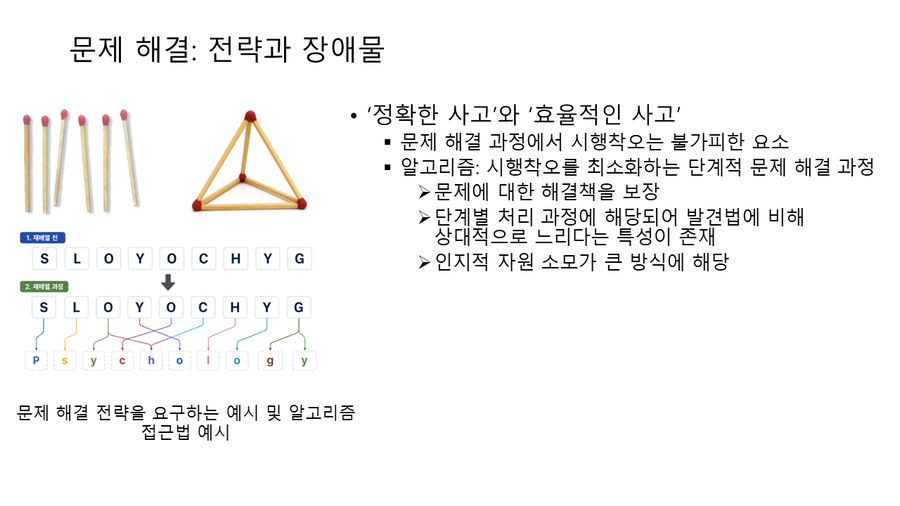 문제 해결: 전략과 장애물
• ‘정확한 사고’와 ‘효율적인 사고’
▪ 문제 해결 과정에서 시행착오는 불가피한 요소
▪ 알고리즘: 시행착오를 최소화하는 단계적 문제 해결 과정
➢ 문제에 대한 해결책을 보장
➢ 단계별 처리 과정에 해당되어 발견법에 비해
상대적으로 느리다는 특성이 존재
➢ 인지적 자원 소모가 큰 방식에 해당
1. 재배열 전
S L O Y O C H Y G
2. 재배열 과정
S L O Y O C H Y G
P s y c h o l o g y
문제 해결 전략을 요구하는 예시 및 알고리즘
접근법 예시